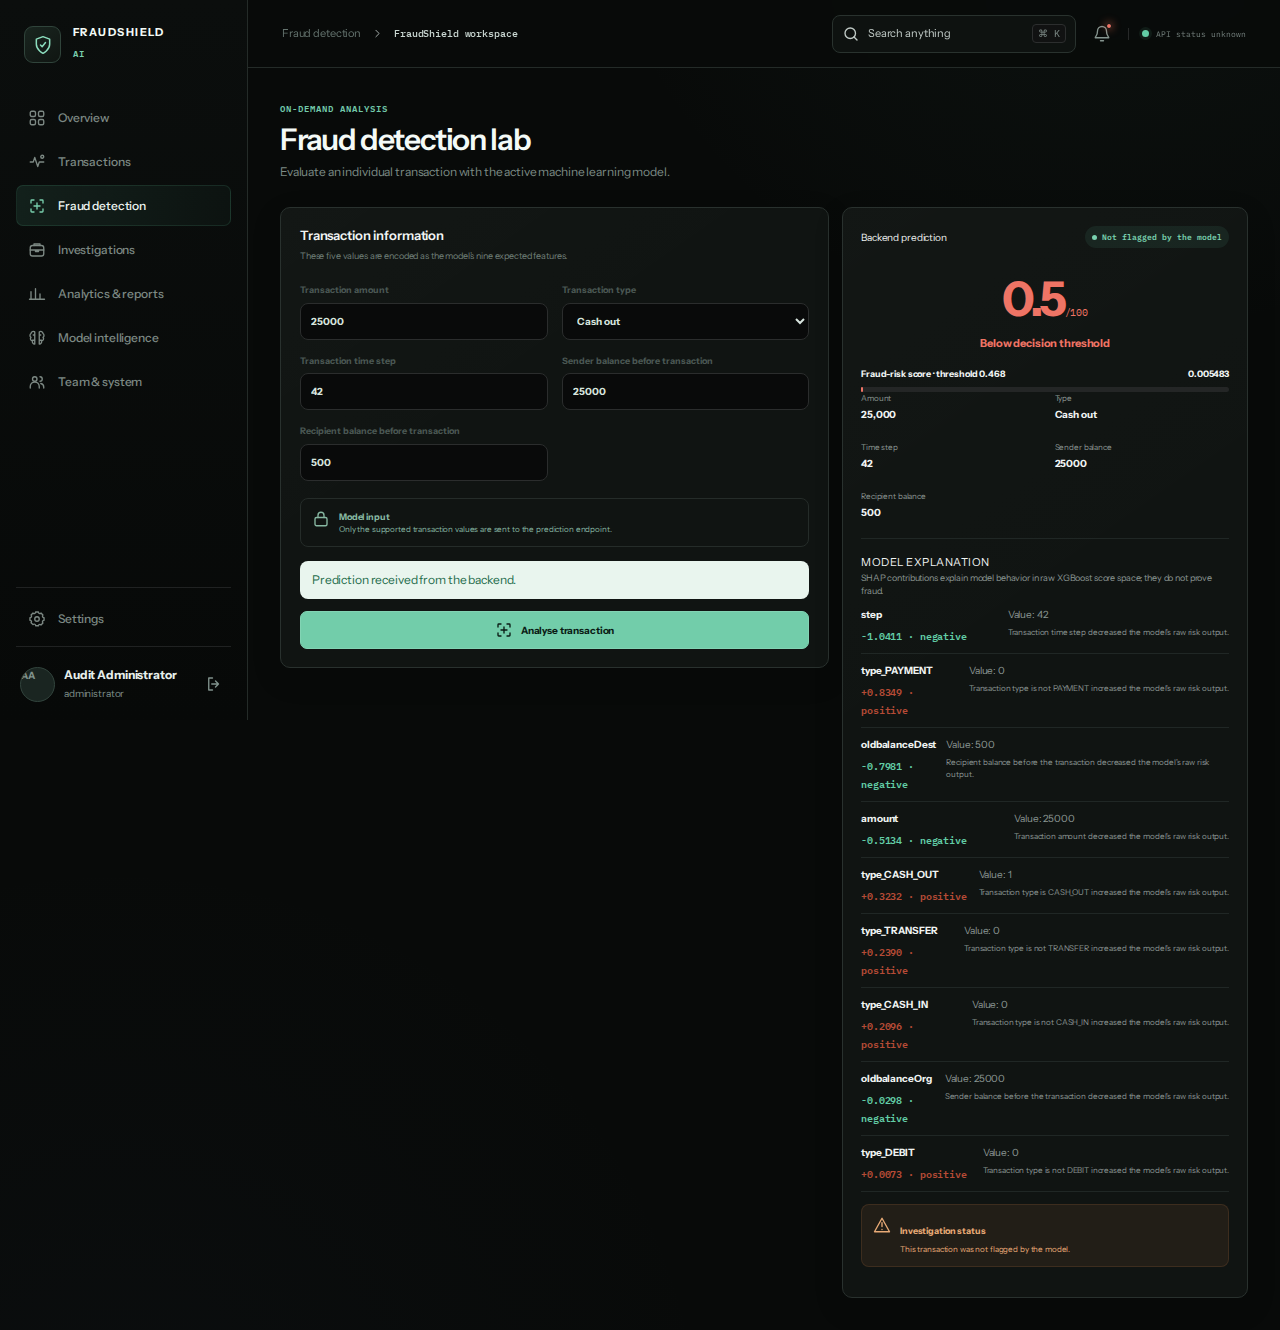 FRAUDSHIELD
AI
Overview
Transactions
Fraud detection
Investigations
Analytics & reports
Model intelligence
Team & system
Settings
AA
Audit Administrator
administrator
Fraud detection > FraudShield workspace
Search anything
⌘ K
API status unknown
ON-DEMAND ANALYSIS
Fraud detection lab
Evaluate an individual transaction with the active machine learning model.
Transaction information
These five values are encoded as the model's nine expected features.
Transaction amount
25000
Transaction type
Cash out
Transaction time step
42
Sender balance before transaction
25000
Recipient balance before transaction
500
Model input
Only the supported transaction values are sent to the prediction endpoint.
Prediction received from the backend.
Analyse transaction
Backend prediction
Not flagged by the model
0.5/100
Below decision threshold
Fraud-risk score · threshold 0.468
0.005483
Amount
25,000
Type
Cash out
Time step
42
Sender balance
25000
Recipient balance
500
MODEL EXPLANATION
SHAP contributions explain model behavior in raw XGBoost score space; they do not prove
fraud.
step
Value: 42
-1.0411 · negative
Transaction time step decreased the model's raw risk output.
type_PAYMENT
Value: 0
+0.8349 ·
positive
Transaction type is not PAYMENT increased the model's raw risk output.
oldbalanceDest
Value: 500
-0.7981 ·
negative
Recipient balance before the transaction decreased the model's raw risk
output.
amount
Value: 25000
-0.5134 · negative
Transaction amount decreased the model's raw risk output.
type_CASH_OUT
Value: 1
+0.3232 · positive
Transaction type is CASH_OUT increased the model's raw risk output.
type_TRANSFER
Value: 0
+0.2390 ·
positive
Transaction type is not TRANSFER increased the model's raw risk output.
type_CASH_IN
Value: 0
+0.2096 ·
positive
Transaction type is not CASH_IN increased the model's raw risk output.
oldbalanceOrg
Value: 25000
-0.0298 ·
negative
Sender balance before the transaction decreased the model's raw risk output.
type_DEBIT
Value: 0
+0.0073 · positive
Transaction type is not DEBIT increased the model's raw risk output.
Investigation status
This transaction was not flagged by the model.